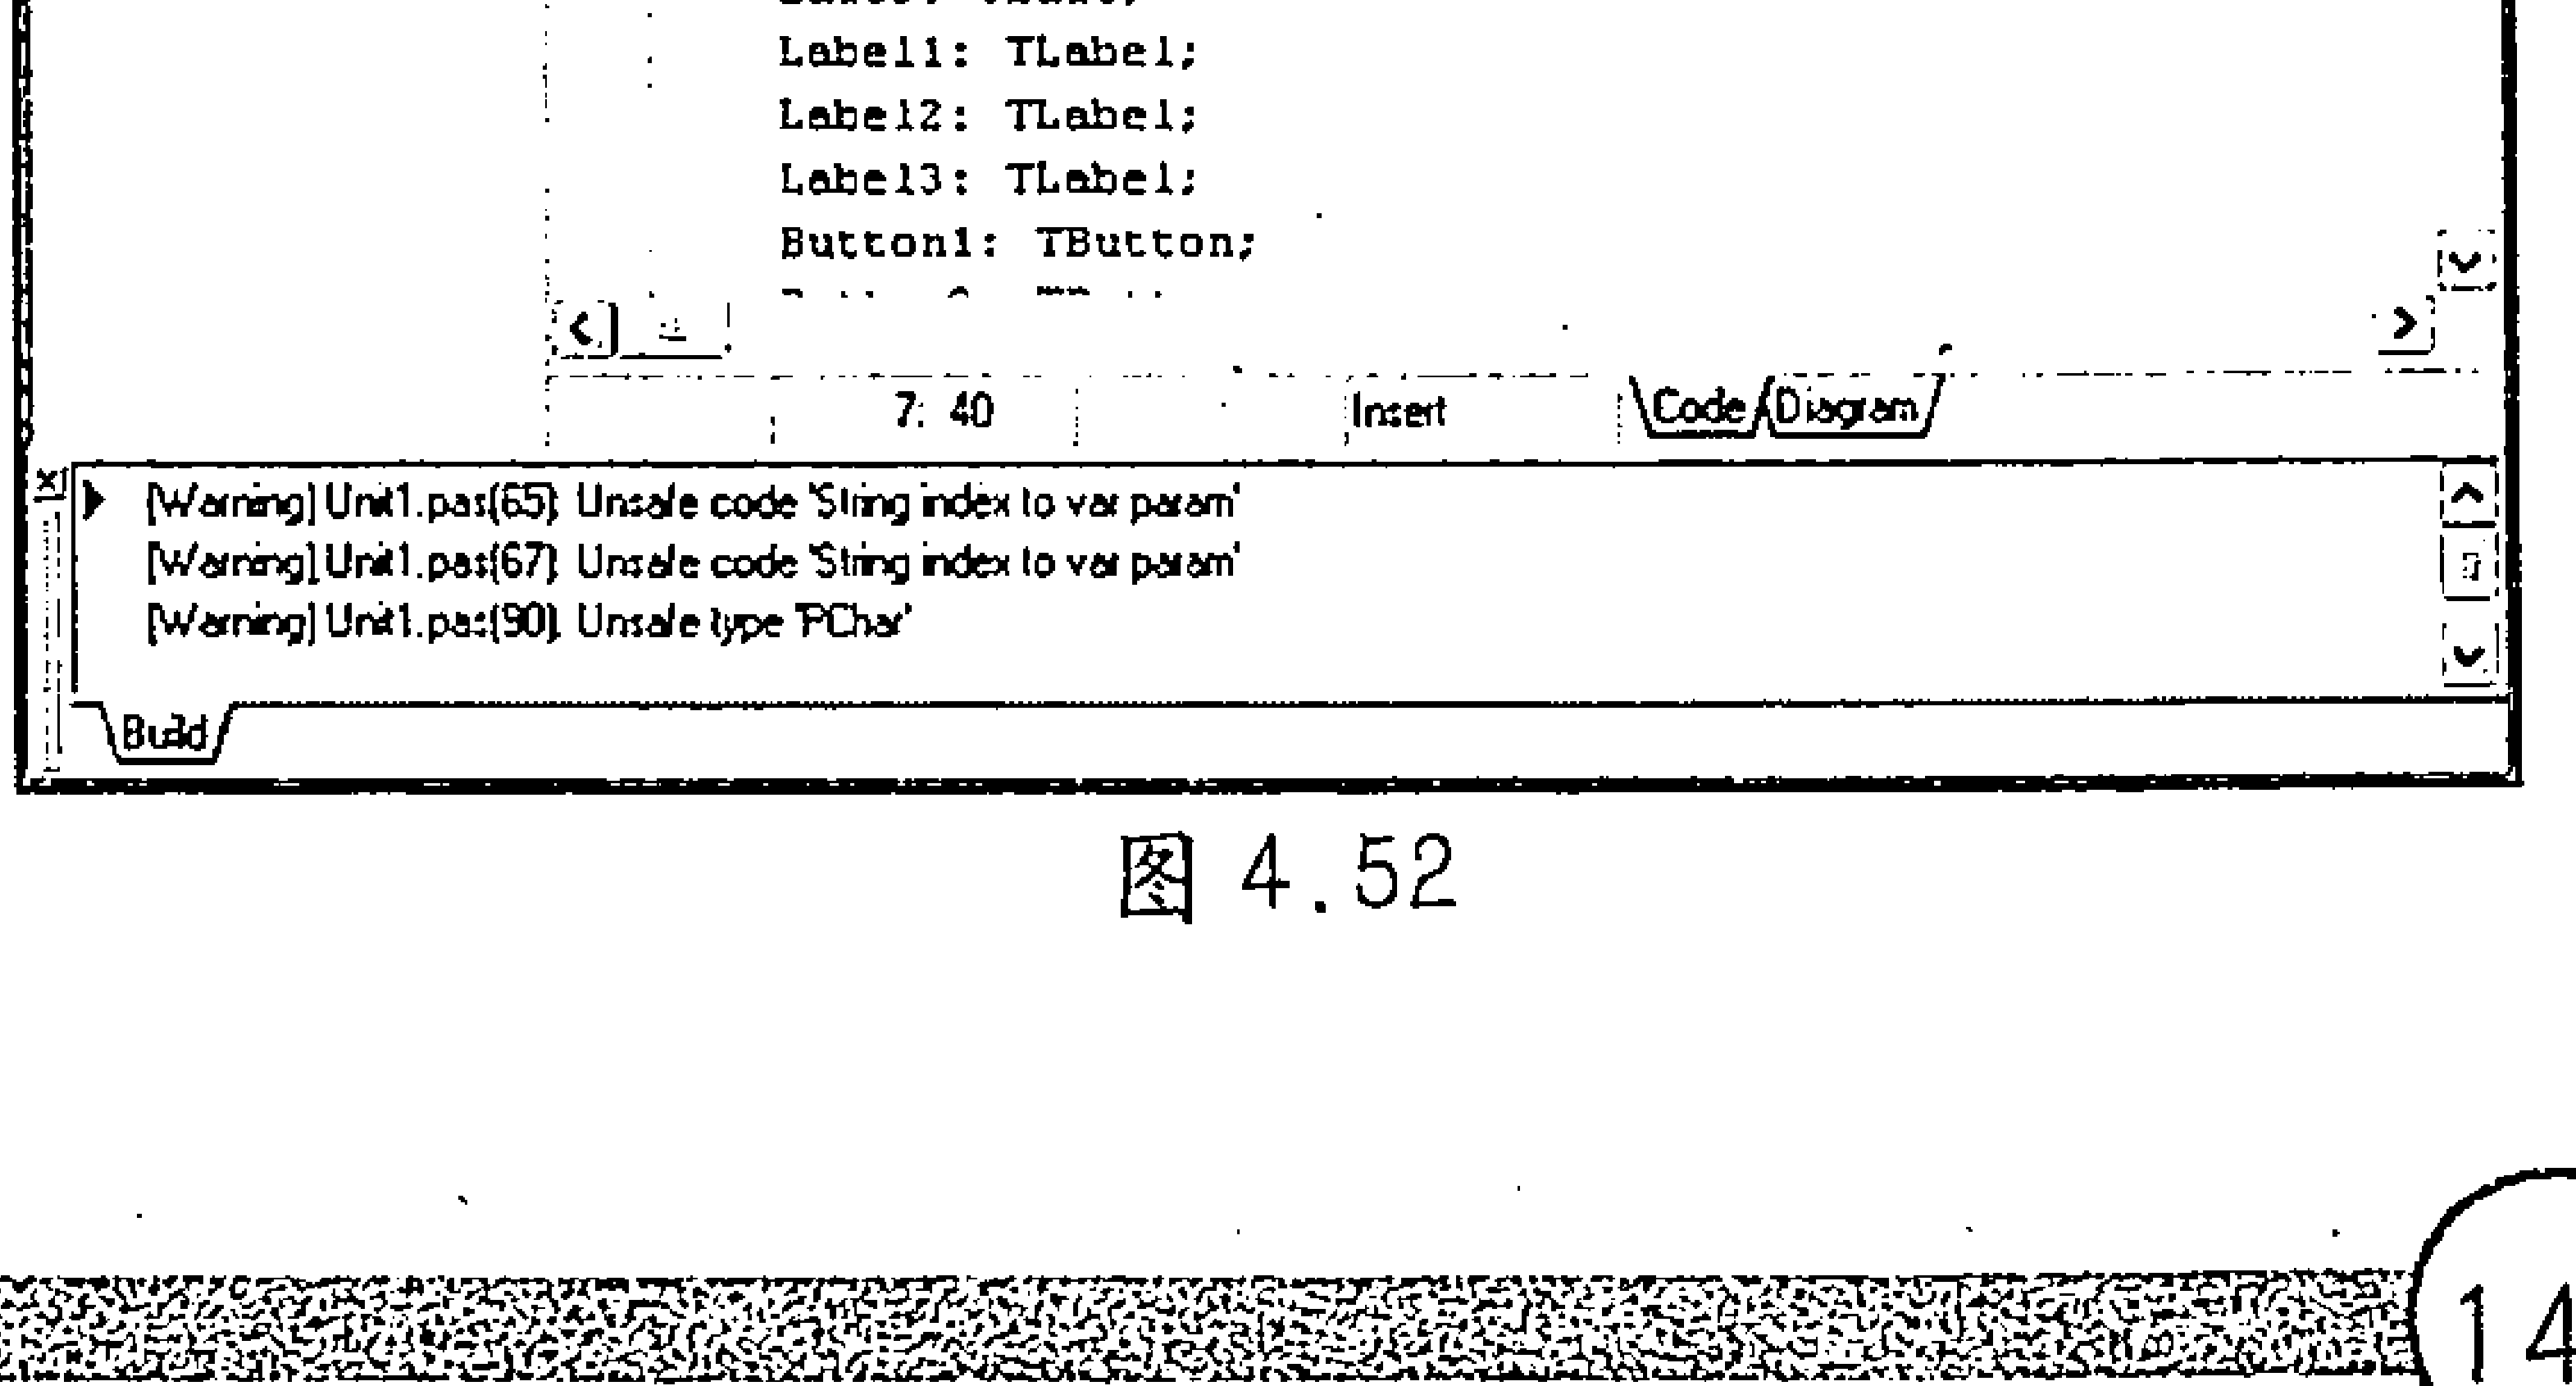 Label1: TLabel;
Label2: TLabel;
Label3: TLabel;
Button1: TButton;
7: 40 Insert Code Diagram
[Warning] Unit1.pas(65): Unsafe code 'String index to var param'
[Warning] Unit1.pas(67): Unsafe code 'String index to var param'
[Warning] Unit1.pas(90): Unsafe type 'PChar'
Build
图 4.52
14